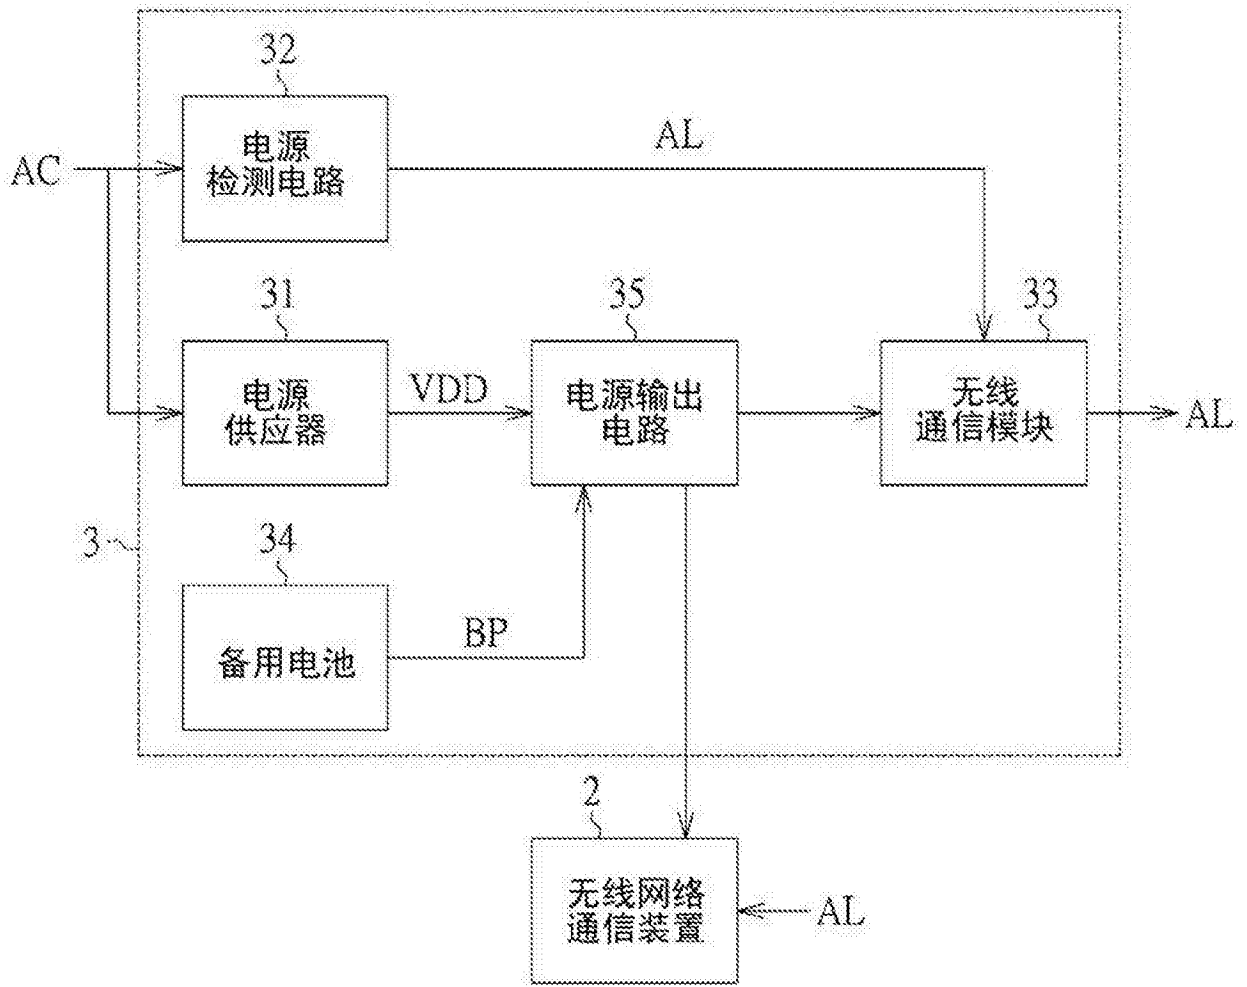 32
电源
检测电路
AL
AC
31
电源
供应器
VDD
35
电源输出
电路
33
无线
通信模块
AL
3
34
备用电池
BP
2
无线网络
通信装置
AL